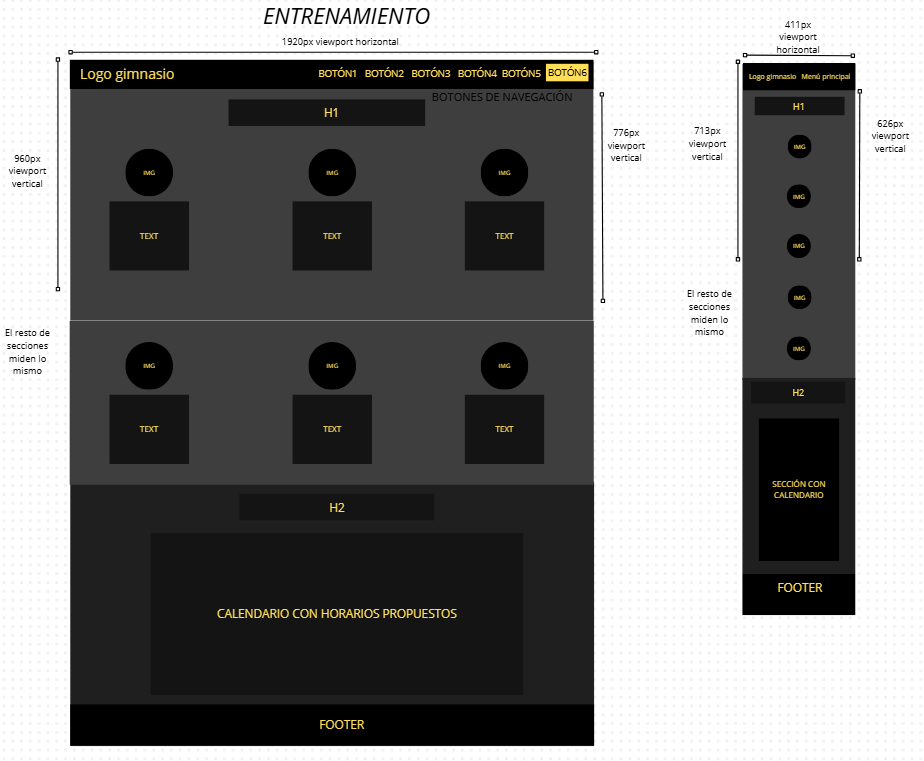 ENTRENAMIENTO
1920px viewport horizontal
Logo gimnasio
BOTÓN1
BOTÓN2
BOTÓN3
BOTÓN4
BOTÓN5
BOTÓN6
BOTONES DE NAVEGACIÓN
H1
960px
viewport
vertical
776px
viewport
vertical
IMG
IMG
IMG
TEXT
TEXT
TEXT
El resto de
secciones
miden lo
mismo
IMG
IMG
IMG
TEXT
TEXT
TEXT
H2
CALENDARIO CON HORARIOS PROPUESTOS
FOOTER
411px
viewport
horizontal
Logo gimnasio
Menú principal
H1
713px
viewport
vertical
626px
viewport
vertical
IMG
IMG
IMG
IMG
IMG
El resto de
secciones
miden lo
mismo
H2
SECCIÓN CON
CALENDARIO
FOOTER